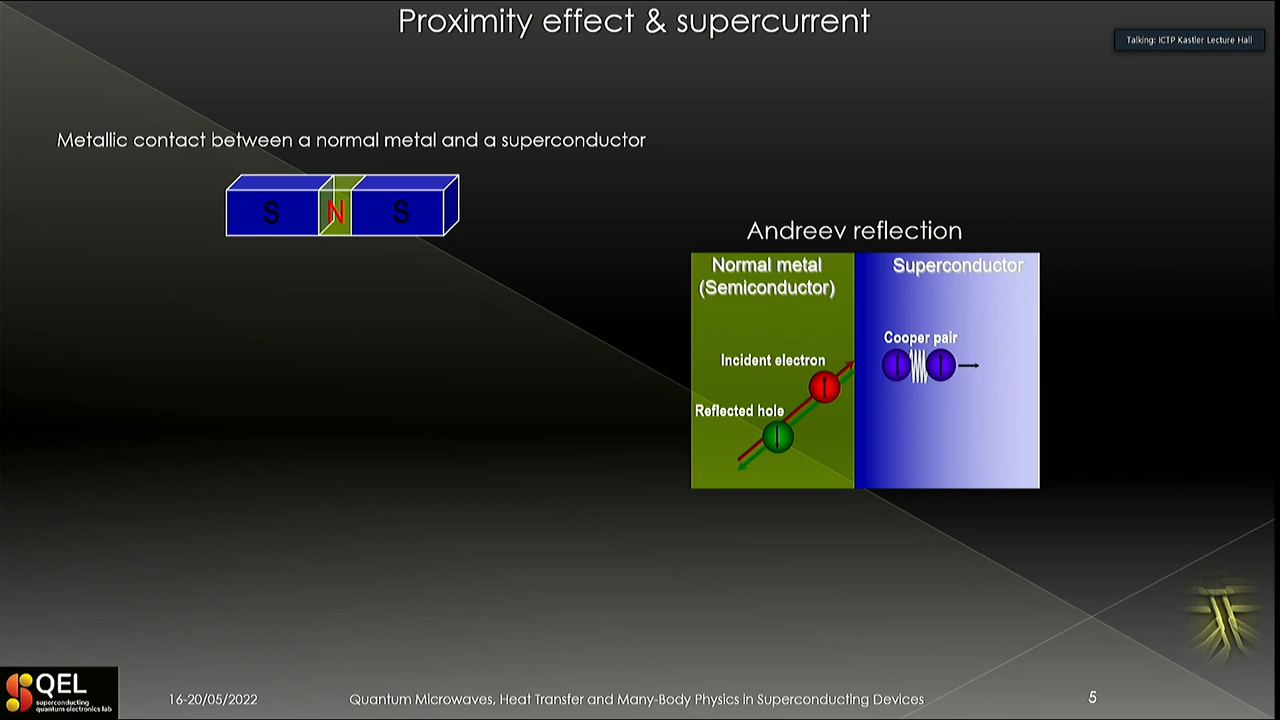 Proximity effect & supercurrent
Talking: ICTP Kastler Lecture Hall
Metallic contact between a normal metal and a superconductor
S N S
Andreev reflection
Normal metal
(Semiconductor)
Superconductor
Cooper pair
Incident electron
Reflected hole
QEL
superconducting
quantum electronics lab
16-20/05/2022
Quantum Microwaves, Heat Transfer and Many-Body Physics in Superconducting Devices
5